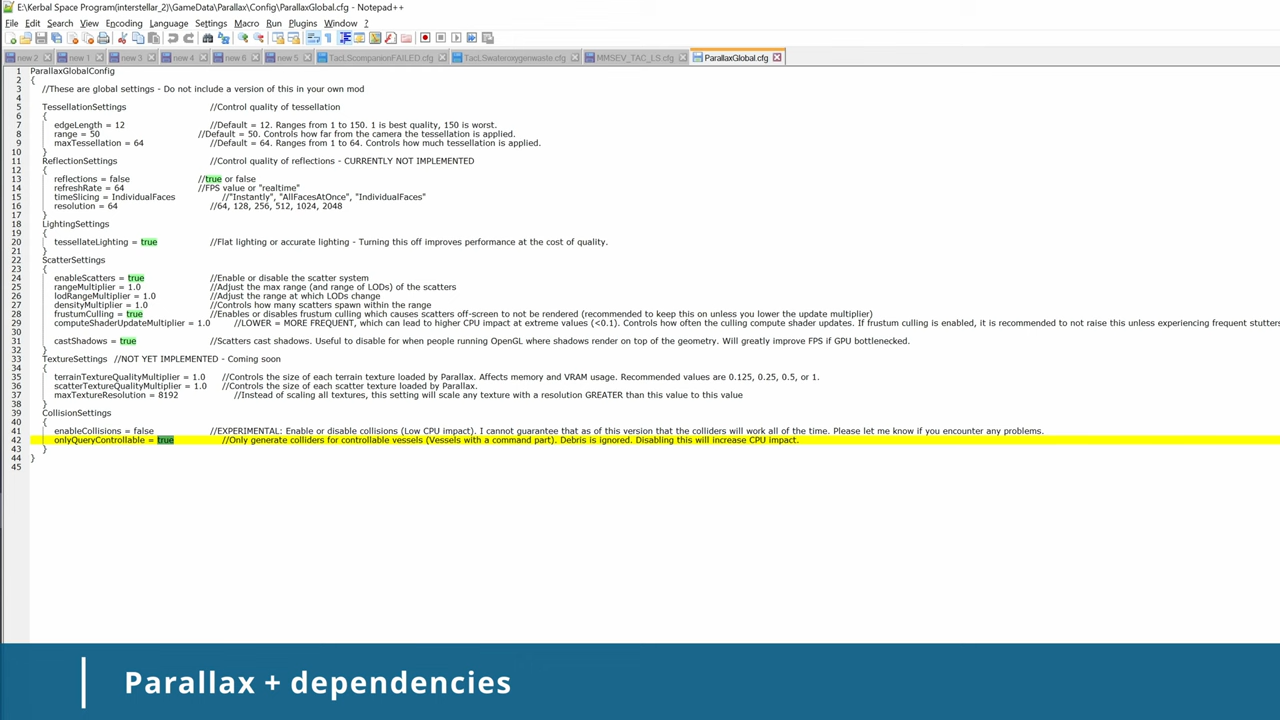 E:\Kerbal Space Program(interstellar_2)\GameData\Parallax\Config\ParallaxGlobal.cfg - Notepad++
File Edit Search View Encoding Language Settings Tools Macro Run Plugins Window ?
new 2 new 1 new 3 new 4 new 6 new 5 TacLScompanionFAILED.cfg TacLSwateroxygenwaste.cfg MMSEV_TAC_LS.cfg ParallaxGlobal.cfg
1 ParallaxGlobalConfig
2 {
3 //These are global settings - Do not include a version of this in your own mod
4
5 TessellationSettings //Control quality of tessellation
6 {
7 edgeLength = 12 //Default = 12. Ranges from 1 to 150. 1 is best quality, 150 is worst.
8 range = 50 //Default = 50. Controls how far from the camera the tessellation is applied.
9 maxTessellation = 64 //Default = 64. Ranges from 1 to 64. Controls how much tessellation is applied.
10 }
11 ReflectionSettings //Control quality of reflections - CURRENTLY NOT IMPLEMENTED
12 {
13 reflections = false //true or false
14 refreshRate = 64 //FPS value or "realtime"
15 timeSlicing = IndividualFaces //"Instantly", "AllFacesAtOnce", "IndividualFaces"
16 resolution = 64 //64, 128, 256, 512, 1024, 2048
17 }
18 LightingSettings
19 {
20 tessellateLighting = true //Flat lighting or accurate lighting - Turning this off improves performance at the cost of quality.
21 }
22 ScatterSettings
23 {
24 enableScatters = true //Enable or disable the scatter system
25 rangeMultiplier = 1.0 //Adjust the max range (and range of LODs) of the scatters
26 lodRangeMultiplier = 1.0 //Adjust the range at which LODs change
27 densityMultiplier = 1.0 //Controls how many scatters spawn within the range
28 frustumCulling = true //Enables or disables frustum culling which causes scatters off-screen to not be rendered (recommended to keep this on unless you lower the update multiplier)
29 computeShaderUpdateMultiplier = 1.0 //LOWER = MORE FREQUENT, which can lead to higher CPU impact at extreme values (<0.1). Controls how often the culling compute shader updates. If frustum culling is enabled, it is recommended to not raise this unless experiencing frequent stutters
31 castShadows = true //Scatters cast shadows. Useful to disable for when people running OpenGL where shadows render on top of the geometry. Will greatly improve FPS if GPU bottlenecked.
32 }
33 TextureSettings //NOT YET IMPLEMENTED - Coming soon
34 {
35 terrainTextureQualityMultiplier = 1.0 //Controls the size of each terrain texture loaded by Parallax. Affects memory and VRAM usage. Recommended values are 0.125, 0.25, 0.5, or 1.
36 scatterTextureQualityMultiplier = 1.0 //Controls the size of each scatter texture loaded by Parallax.
37 maxTextureResolution = 8192 //Instead of scaling all textures, this setting will scale any texture with a resolution GREATER than this value to this value
38 }
39 CollisionSettings
40 {
41 enableCollisions = false //EXPERIMENTAL: Enable or disable collisions (Low CPU impact). I cannot guarantee that as of this version that the colliders will work all of the time. Please let me know if you encounter any problems.
42 onlyQueryControllable = true //Only generate colliders for controllable vessels (Vessels with a command part). Debris is ignored. Disabling this will increase CPU impact.
43 }
44 }
45
Parallax + dependencies